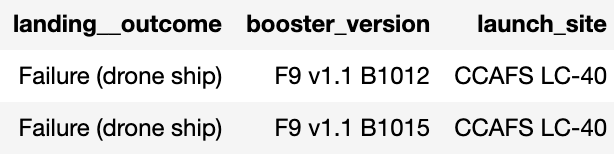 landing__outcome booster_version launch_site
Failure (drone ship) F9 v1.1 B1012 CCAFS LC-40
Failure (drone ship) F9 v1.1 B1015 CCAFS LC-40